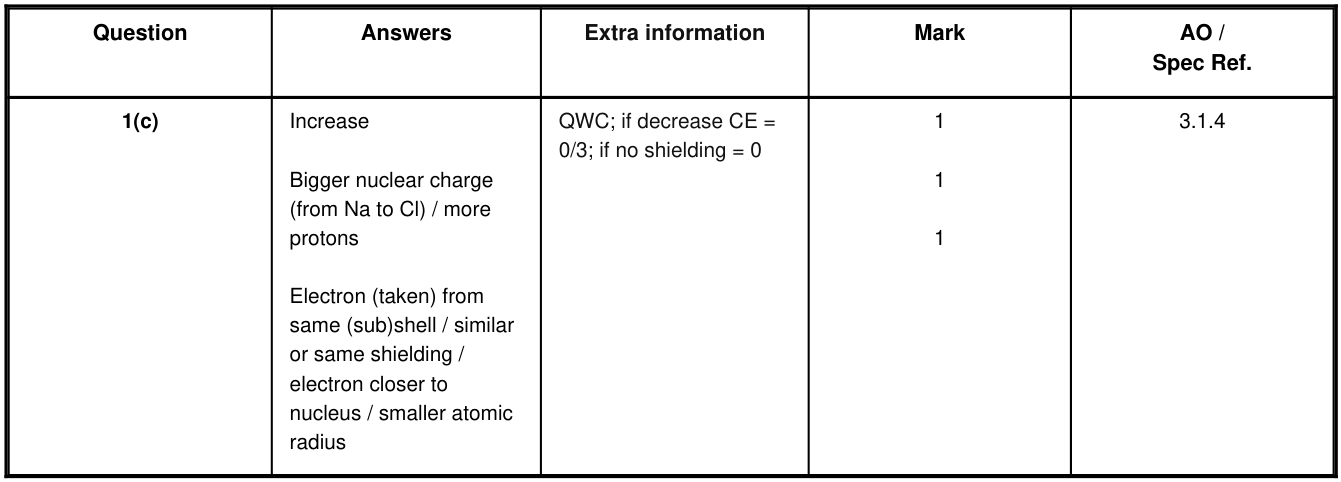 Question Answers Extra information Mark AO /
Spec Ref.
1(c) Increase QWC; if decrease CE = 1 3.1.4
0/3; if no shielding = 0
Bigger nuclear charge 1
(from Na to Cl) / more
protons 1
Electron (taken) from
same (sub)shell / similar
or same shielding /
electron closer to
nucleus / smaller atomic
radius